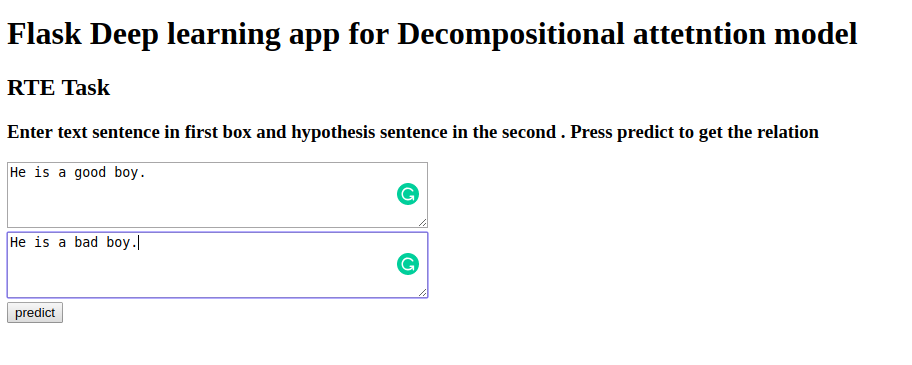 Flask Deep learning app for Decompositional attetntion model
RTE Task
Enter text sentence in first box and hypothesis sentence in the second . Press predict to get the relation
He is a good boy.
He is a bad boy.
predict